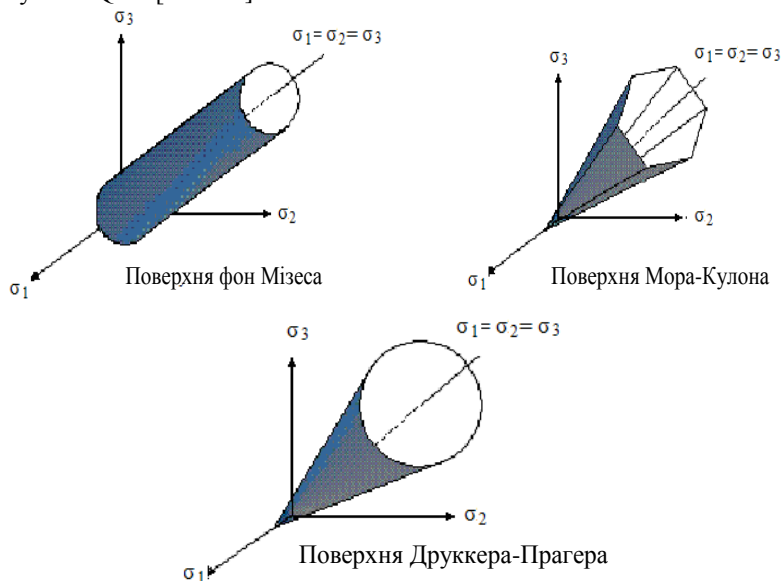 σ3
σ1= σ2= σ3
σ2
σ1
Поверхня фон Мізеса
σ3
σ1= σ2= σ3
σ2
σ1
Поверхня Мора-Кулона
σ3
σ1= σ2= σ3
σ2
σ1
Поверхня Друккера-Прагера